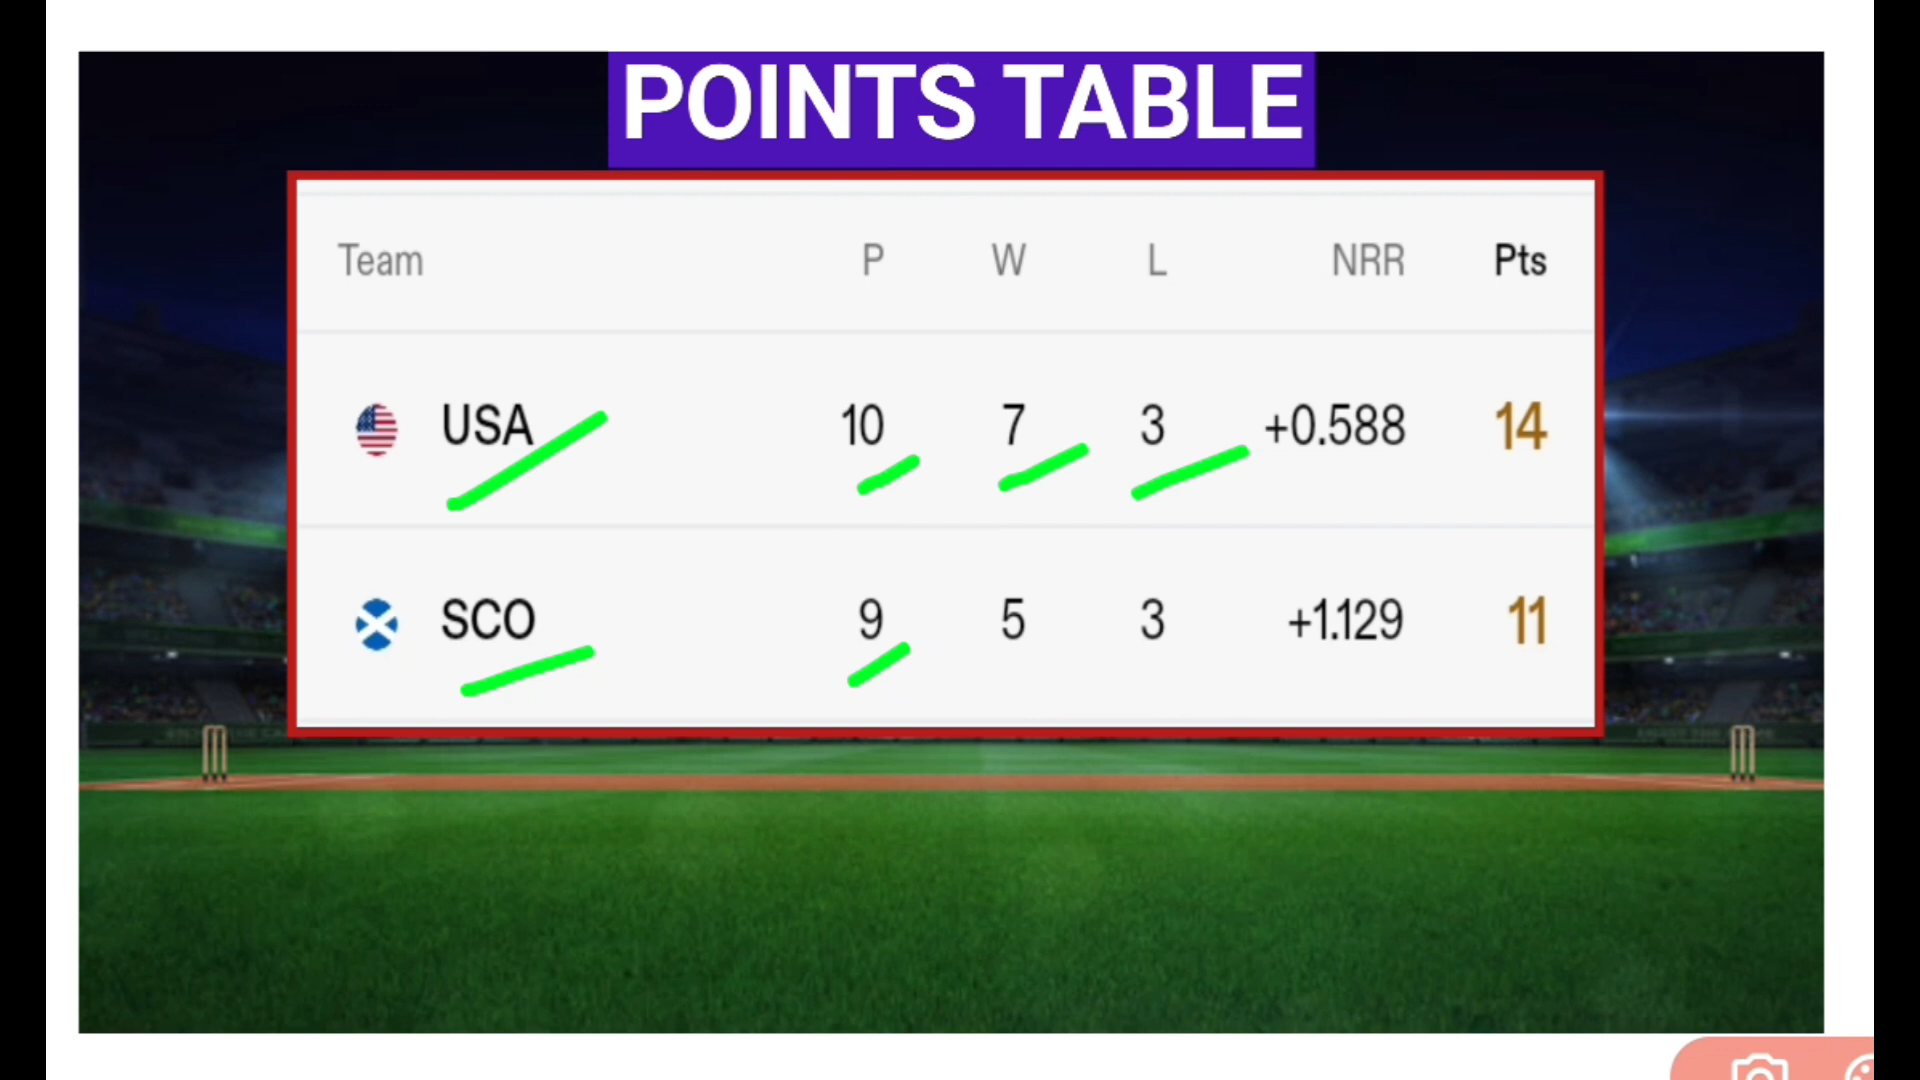 POINTS TABLE
Team P W L NRR Pts
USA 10 7 3 +0.588 14
SCO 9 5 3 +1.129 11